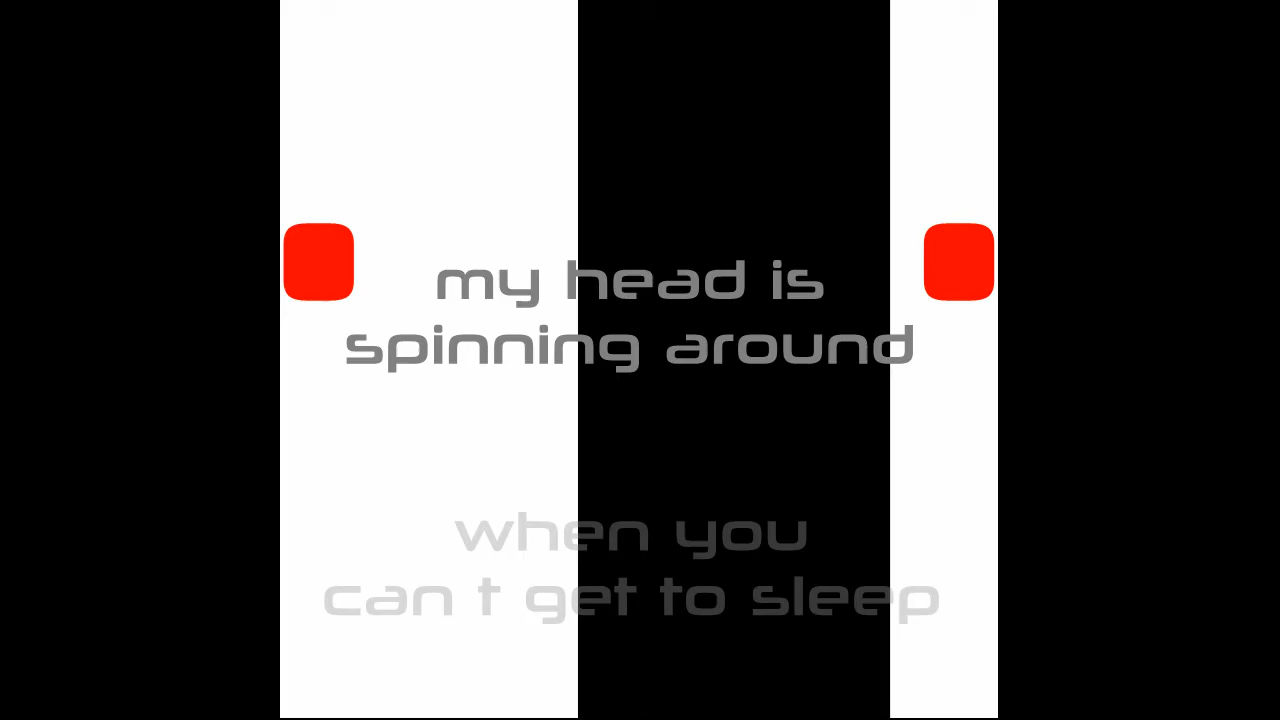 my head is
spinning around
when you
can t get to sleep